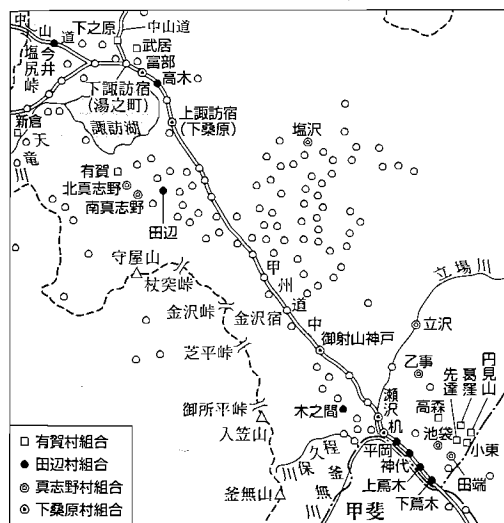 中山道
下之原
中山道
武居
冨部
高木
今井
塩尻峠
下諏訪宿
(湯之町)
上諏訪宿
(下桑原)
新倉
諏訪湖
天竜川
塩沢
有賀
北真志野
南真志野
田辺
守屋山
杖突峠
甲州道中
立場川
金沢峠
金沢宿
御射山神戸
立沢
芝平峠
乙事
円見山
葛窪
先達
瀬沢
高森
御所平峠
木之間
机
池袋
小東
入笠山
平岡
神代
田端
程久保川
釜無川
上蔦木
下蔦木
釜無山
甲斐
□ 有賀村組合
● 田辺村組合
◎ 真志野村組合
⊙ 下桑原村組合